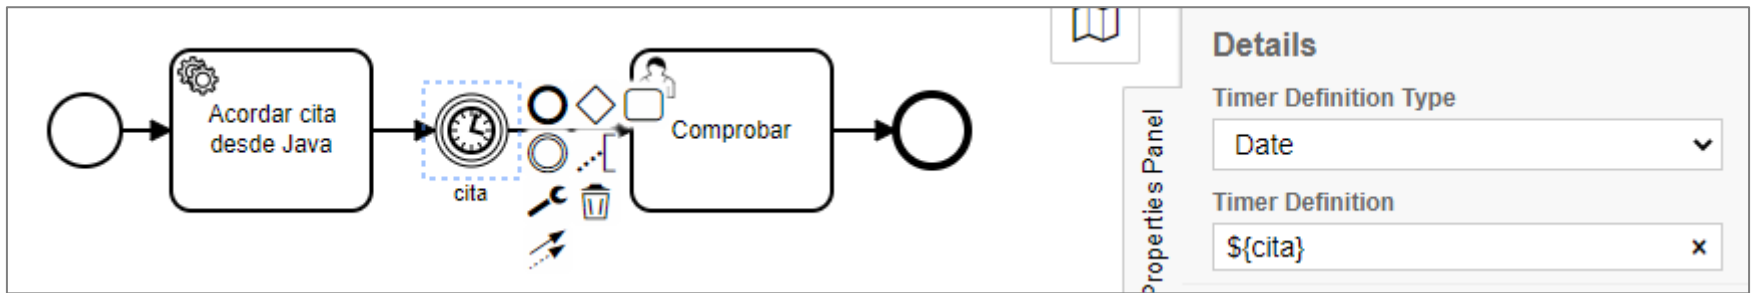 Acordar cita
desde Java
cita
Comprobar
Properties Panel
Details
Timer Definition Type
Date
Timer Definition
${cita}